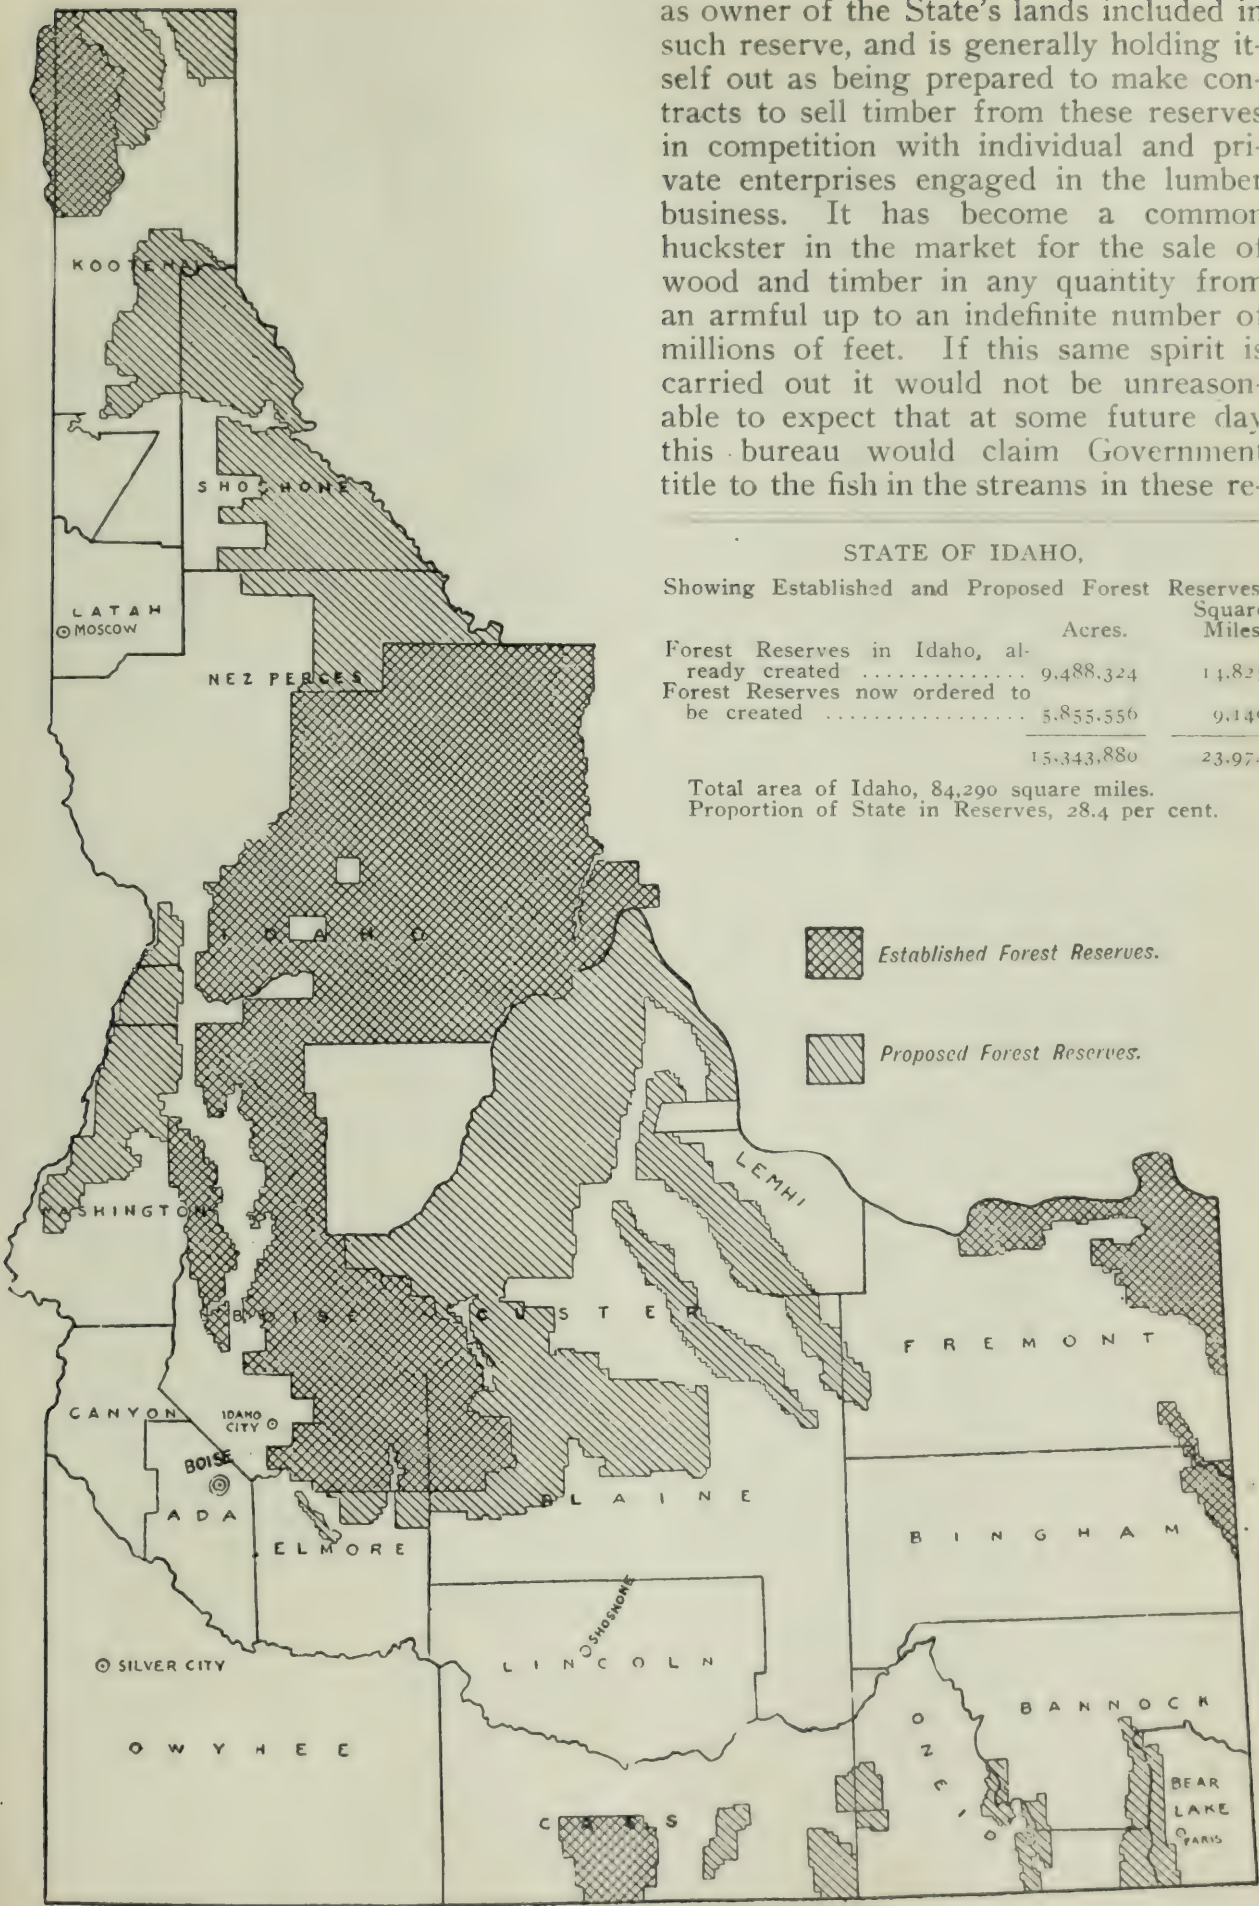 as owner of the State's lands included in
such reserve, and is generally holding it-
self out as being prepared to make con-
tracts to sell timber from these reserves
in competition with individual and pri-
vate enterprises engaged in the lumber
business. It has become a common
huckster in the market for the sale of
wood and timber in any quantity from
an armful up to an indefinite number of
millions of feet. If this same spirit is
carried out it would not be unreason-
able to expect that at some future day
this bureau would claim Government
title to the fish in the streams in these re-
STATE OF IDAHO,
Showing Established and Proposed Forest Reserves
Square
Acres. Miles
Forest Reserves in Idaho, al-
ready created .............. 9,488,324 14,82
Forest Reserves now ordered to
be created ................. 5,855,556 9,14
15,343,880 23,97
Total area of Idaho, 84,290 square miles.
Proportion of State in Reserves, 28.4 per cent.
Established Forest Reserves.
Proposed Forest Reserves.
KOOTENAI
SHOSHONE
LATAH
MOSCOW
NEZ PERCES
IDAHO
LEMHI
WASHINGTON
BOISE
CUSTER
FREMONT
CANYON
IDAHO
CITY
BOISE
ADA
ELMORE
BLAINE
BINGHAM
SHOSHONE
LINCOLN
SILVER CITY
OWYHEE
BANNOCK
ONEIDA
BEAR
LAKE
PARIS
CASS